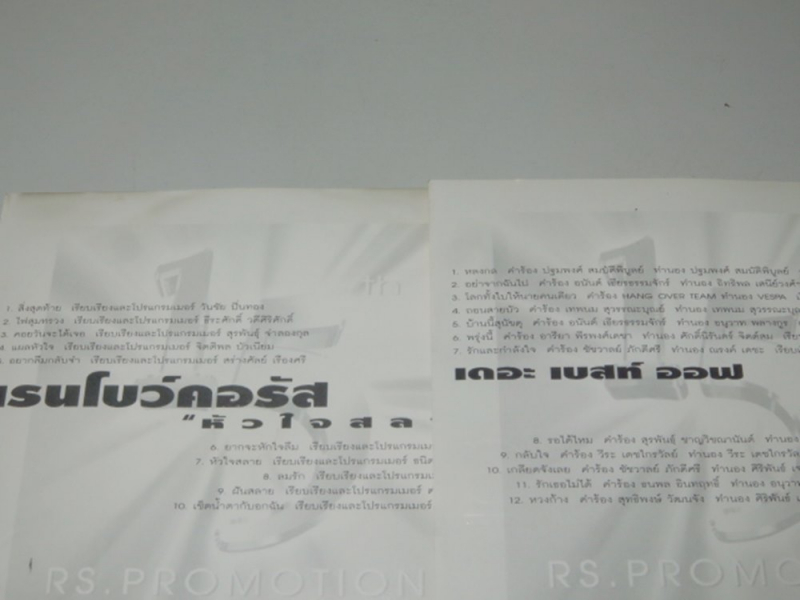 1. สิ่งสุดท้าย เรียบเรียงและโปรแกรมเมอร์ วันชัย ปั้นทอง
2. ไฟสุมทรวง เรียบเรียงและโปรแกรมเมอร์ ธีระศักดิ์ วดีศิริศักดิ์
3. คอยวันจะได้เจอ เรียบเรียงและโปรแกรมเมอร์ สุรพันธุ์ จำลองกุล
4. แผลหัวใจ เรียบเรียงและโปรแกรมเมอร์ จิตติพล บัวเนียม
5. อยากลืมกลับจำ เรียบเรียงและโปรแกรมเมอร์ สร่างศัลย์ เรืองศรี
เรนโบว์คอรัส
"หัวใจสล
6. ยากจะหักใจลืม เรียบเรียงและโปรแกรมเม
7. หัวใจสลาย เรียบเรียงและโปรแกรมเมอร์
8. ลมรัก เรียบเรียงและโปรแกรมเ
9. ฝันสลาย เรียบเรียงและโปรแกรมเมอร์
10. เช็ดน้ำตากับอกฉัน เรียบเรียงและโปรแกรมเมอร์
RS.PROMOTION
1. หลงกล คำร้อง ปฐมพงศ์ สมบัติพิบูลย์ ทำนอง ปฐมพงศ์ สมบัติพิบูลย์
2. อย่าจากฉันไป คำร้อง อนันต์ เธียรธรรมจักร์ ทำนอง อิทธิพล
3. โลกทั้งใบให้นายคนเดียว คำร้อง HANG OVER TEAM ทำนอง VESPA
4. ถอนสายบัว คำร้อง เทพนม สุวรรณะบุณย์ ทำนอง เทพนม สุวรรณะบุณ
5. บ้านนี้สุนัขดุ คำร้อง อนันต์ เธียรธรรมจักร์ ทำนอง อนุวาท พลางกูร
6. พรุ่งนี้ คำร้อง อารียา พีรพงศ์เดชา ทำนอง ศักดิ์นิรันดร์ จิตต์สม เรีย
7. รักและกำลังใจ คำร้อง ชัชวาลย์ ภักดีศรี ทำนอง ณรงค์ เดชะ เรียบเ
เดอะ เบสท์ ออฟ
8. รอได้ไหม คำร้อง สุรพันธุ์ ชาญวิชณานันต์ ทำนอง
9. กลับใจ คำร้อง วีระ เดชไกรวัลย์ ทำนอง วีระ เดชไกรวัล
10. เกลียดจังเลย คำร้อง ชัชวาลย์ ภักดีศรี ทำนอง ศิริพันธ์
11. รักเธอไม่ได้ คำร้อง ธนพล อินทฤทธิ์ ทำนอง อนุวา
12. หวงก้าง คำร้อง สุทธิพงษ์ วัฒนจัง ทำนอง ศิริพันธ์
RS.PROMO